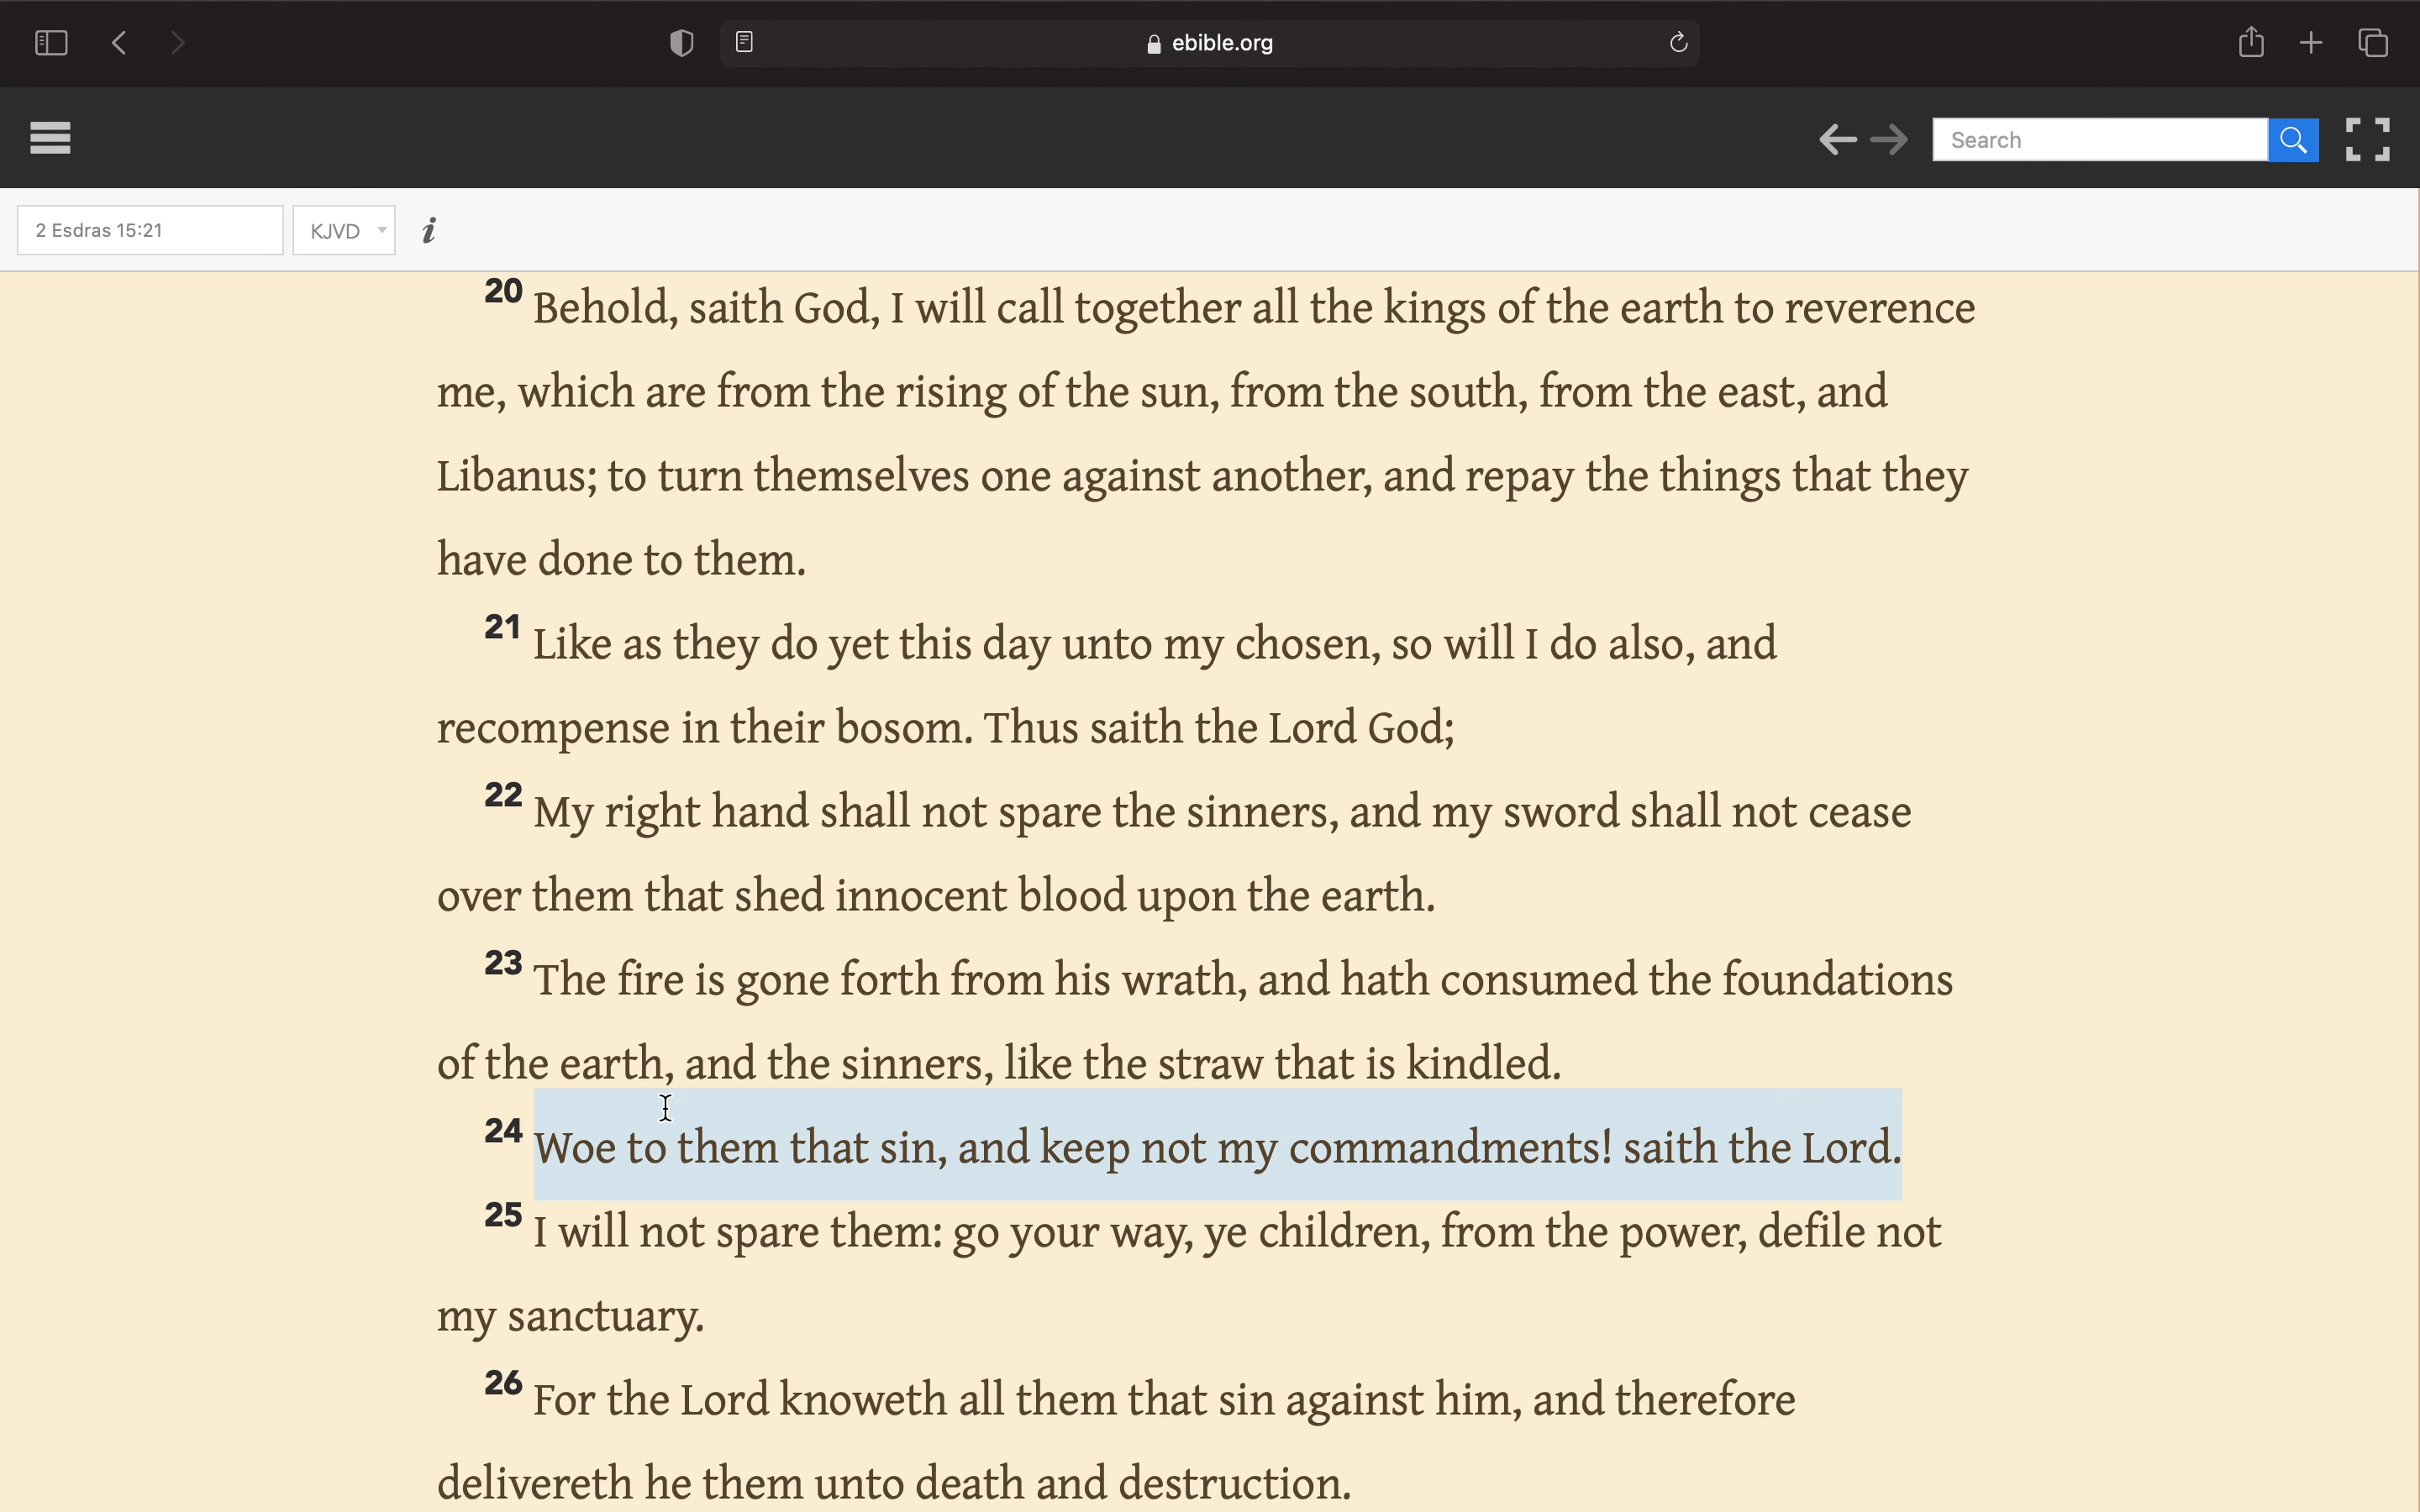 ebible.org
Search
2 Esdras 15:21 KJVD i
20 Behold, saith God, I will call together all the kings of the earth to reverence
me, which are from the rising of the sun, from the south, from the east, and
Libanus; to turn themselves one against another, and repay the things that they
have done to them.
21 Like as they do yet this day unto my chosen, so will I do also, and
recompense in their bosom. Thus saith the Lord God;
22 My right hand shall not spare the sinners, and my sword shall not cease
over them that shed innocent blood upon the earth.
23 The fire is gone forth from his wrath, and hath consumed the foundations
of the earth, and the sinners, like the straw that is kindled.
24 Woe to them that sin, and keep not my commandments! saith the Lord.
25 I will not spare them: go your way, ye children, from the power, defile not
my sanctuary.
26 For the Lord knoweth all them that sin against him, and therefore
delivereth he them unto death and destruction.